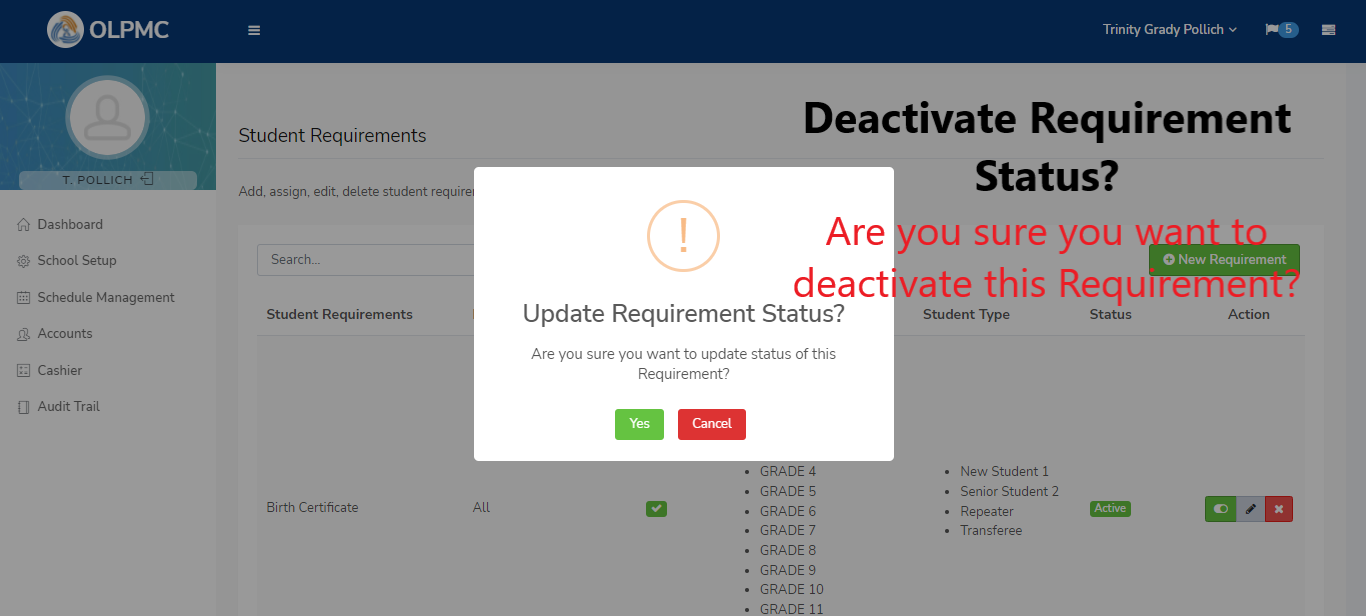 OLPMC
Trinity Grady Pollich
5
T. POLLICH
Dashboard
School Setup
Schedule Management
Accounts
Cashier
Audit Trail
Student Requirements
Add, assign, edit, delete student
Deactivate Requirement
Status?
Are you sure you want to
deactivate this Requirement?
Search...
New Requirement
Update Requirement Status?
Are you sure you want to update status of this
Requirement?
Yes
Cancel
Student Requirements
Student Type
Status
Action
Birth Certificate
All
GRADE 4
GRADE 5
GRADE 6
GRADE 7
GRADE 8
GRADE 9
GRADE 10
GRADE 11
New Student 1
Senior Student 2
Repeater
Transferee
Active